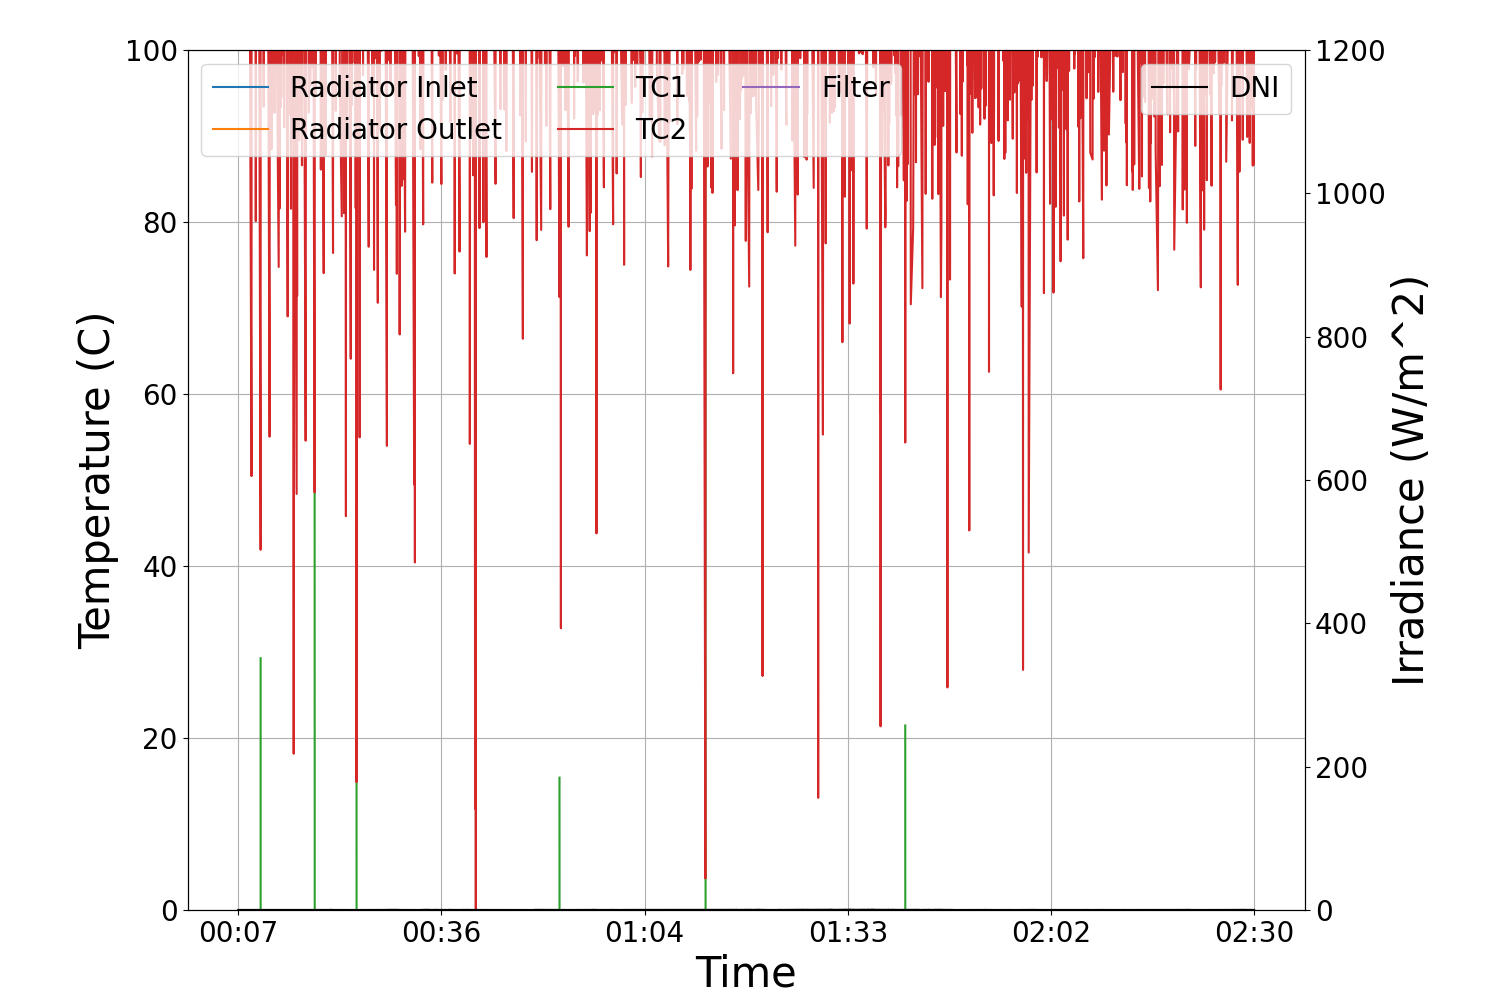 100
80
60
40
20
0
Temperature (C)
Radiator Inlet
Radiator Outlet
TC1
TC2
Filter
DNI
1200
1000
800
600
400
200
0
Irradiance (W/m^2)
00:07
00:36
01:04
01:33
02:02
02:30
Time